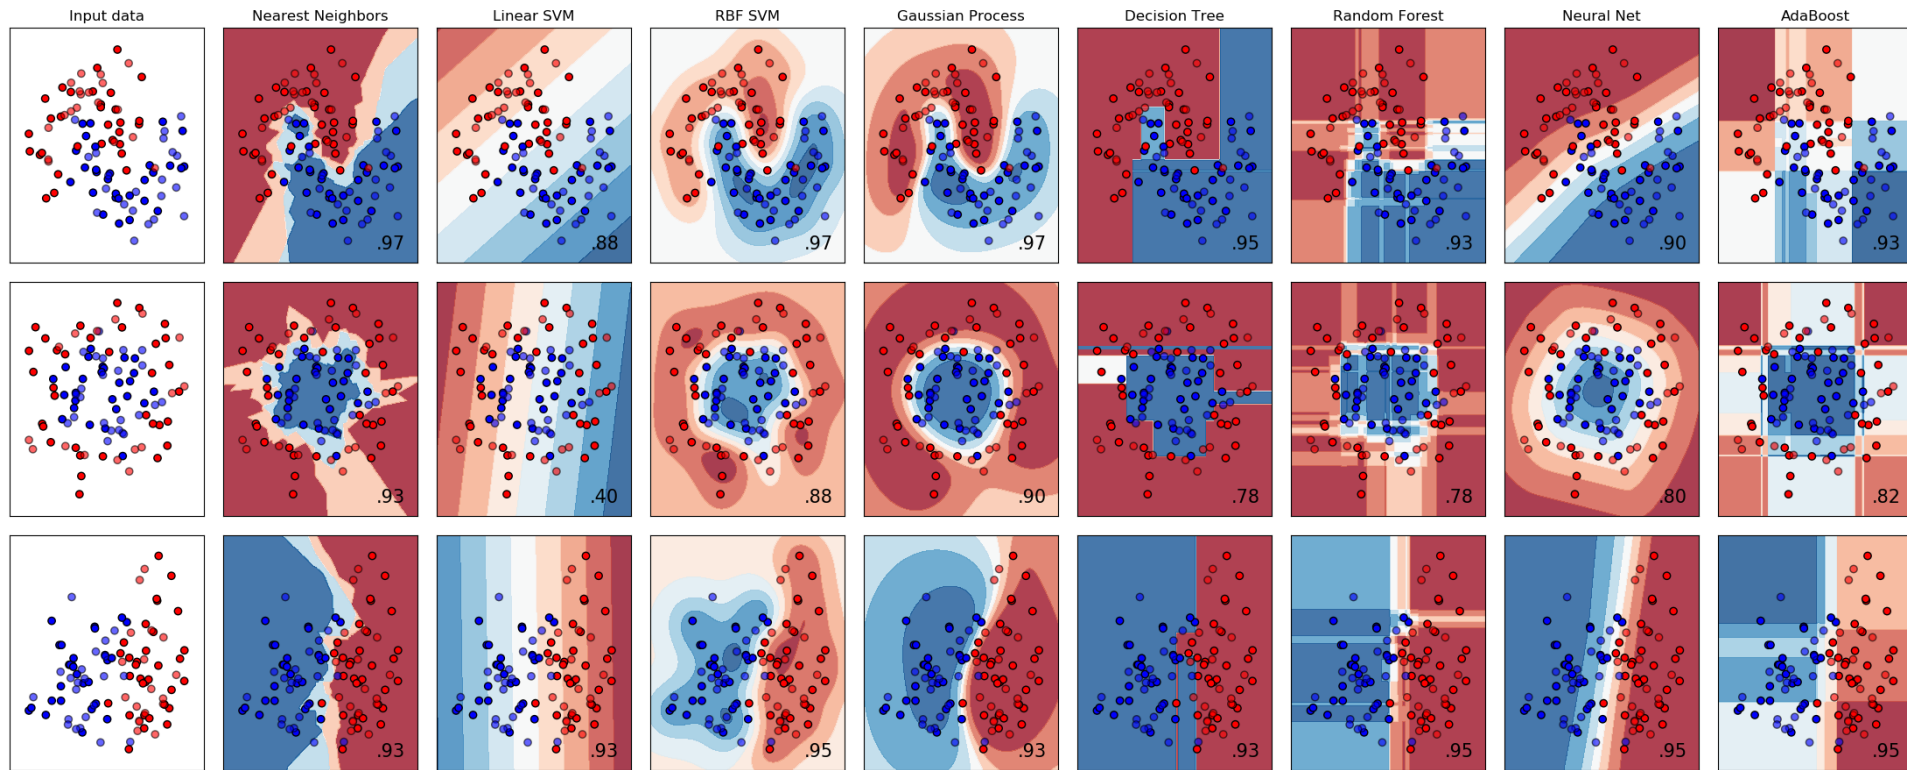 Input data
Nearest Neighbors
Linear SVM
RBF SVM
Gaussian Process
Decision Tree
Random Forest
Neural Net
AdaBoost
.97
.88
.97
.97
.95
.93
.90
.93
.93
.40
.88
.90
.78
.78
.80
.82
.93
.93
.95
.93
.93
.95
.95
.95